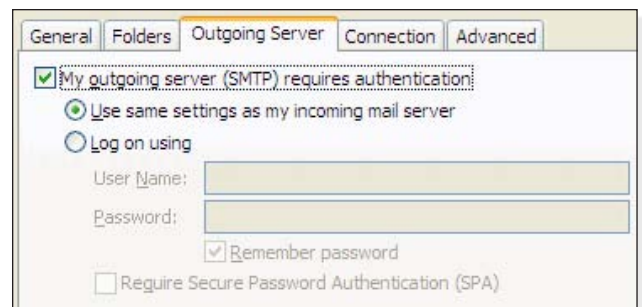 General Folders Outgoing Server Connection Advanced
My outgoing server (SMTP) requires authentication
Use same settings as my incoming mail server
Log on using
User Name:
Password:
Remember password
Require Secure Password Authentication (SPA)